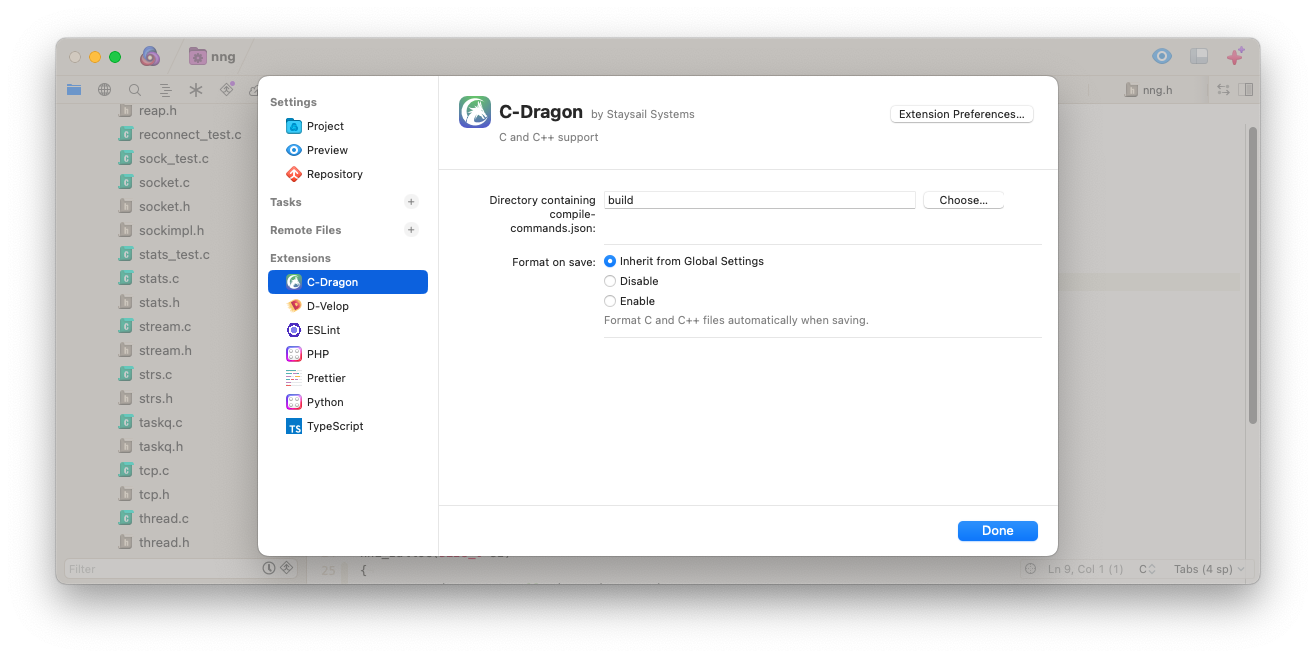 nng
nng.h
reap.h
reconnect_test.c
sock_test.c
socket.c
socket.h
sockimpl.h
stats_test.c
stats.c
stats.h
stream.c
stream.h
strs.c
strs.h
taskq.c
taskq.h
tcp.c
tcp.h
thread.c
thread.h
Filter
Settings
Project
Preview
Repository
Tasks
Remote Files
Extensions
C-Dragon
D-Velop
ESLint
PHP
Prettier
Python
TypeScript
C-Dragon by Staysail Systems
C and C++ support
Extension Preferences...
Directory containing
compile-
commands.json:
build
Choose...
Format on save:
Inherit from Global Settings
Disable
Enable
Format C and C++ files automatically when saving.
Done
25 {
Ln 9, Col 1 (1) C Tabs (4 sp)